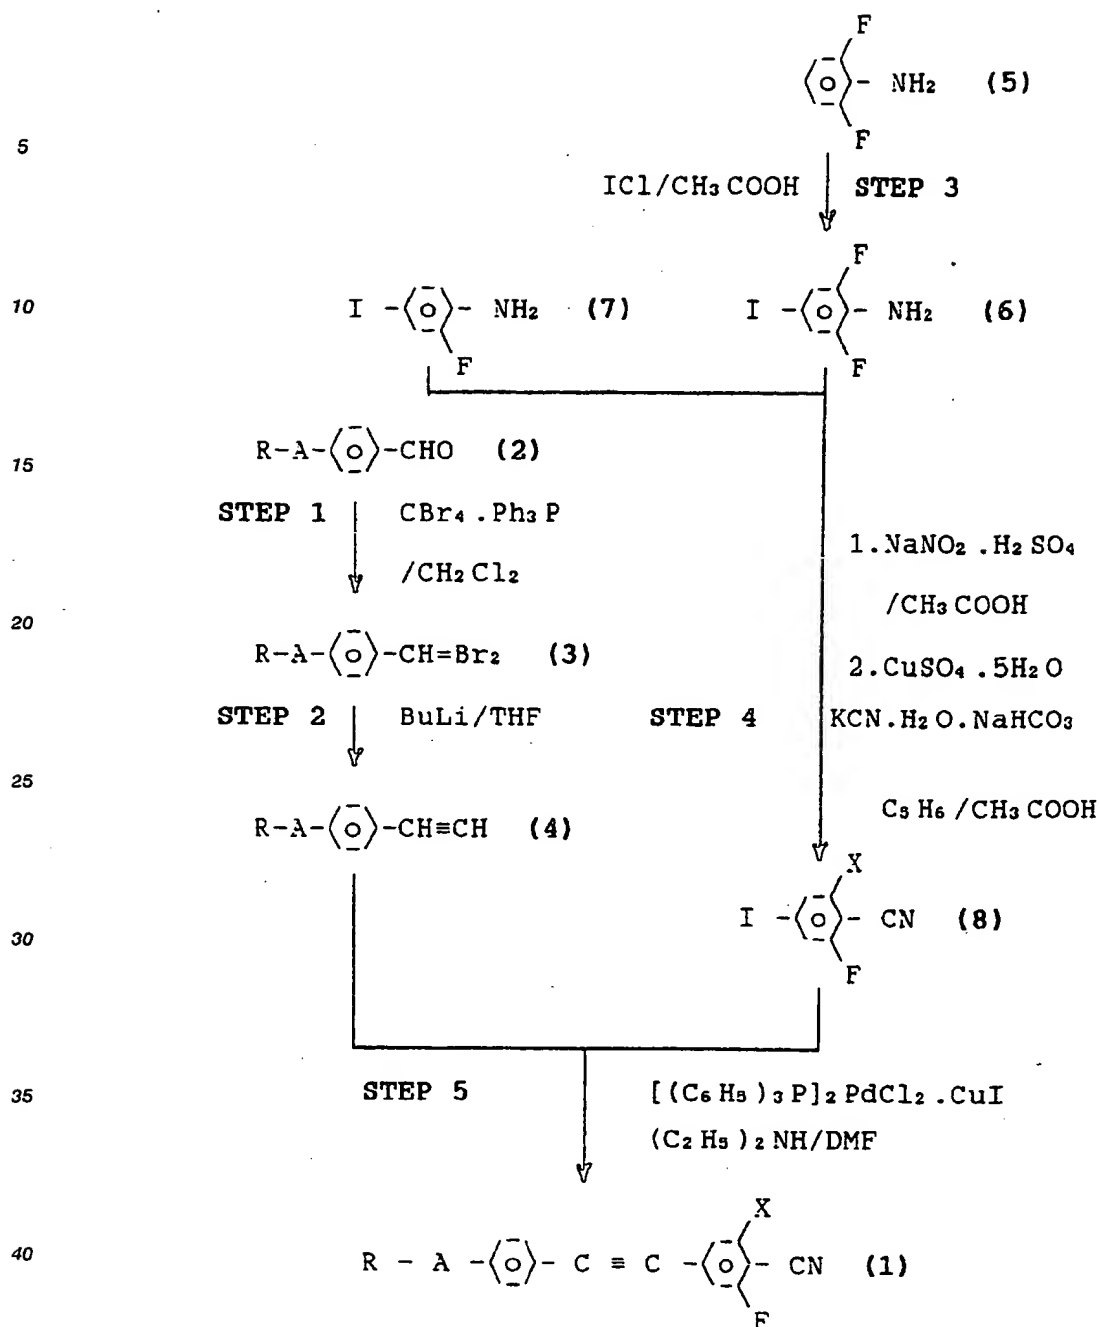 F
NH₂ (5)
F
5
ICl/CH₃COOH STEP 3
F
10
I NH₂ (7) I NH₂ (6)
F F
R-A- -CHO (2)
15
STEP 1 CBr₄.Ph₃P
1.NaNO₂.H₂SO₄
/CH₂Cl₂
/CH₃COOH
20
R-A- -CH=Br₂ (3)
2.CuSO₄.5H₂O
STEP 2 BuLi/THF STEP 4 KCN.H₂O.NaHCO₃
25
C₅H₆/CH₃COOH
R-A- -CH≡CH (4)
X
I CN (8)
30
F
35
STEP 5 [(C₆H₅)₃P]₂PdCl₂.CuI
(C₂H₅)₂NH/DMF
X
40
R - A - - C ≡ C - - CN (1)
F